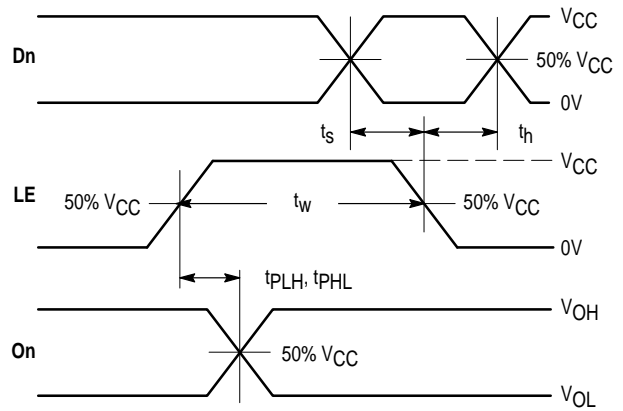 VCC
Dn
50% VCC
0V
ts
th
VCC
LE
50% VCC
tw
50% VCC
0V
tPLH, tPHL
VOH
On
50% VCC
VOL